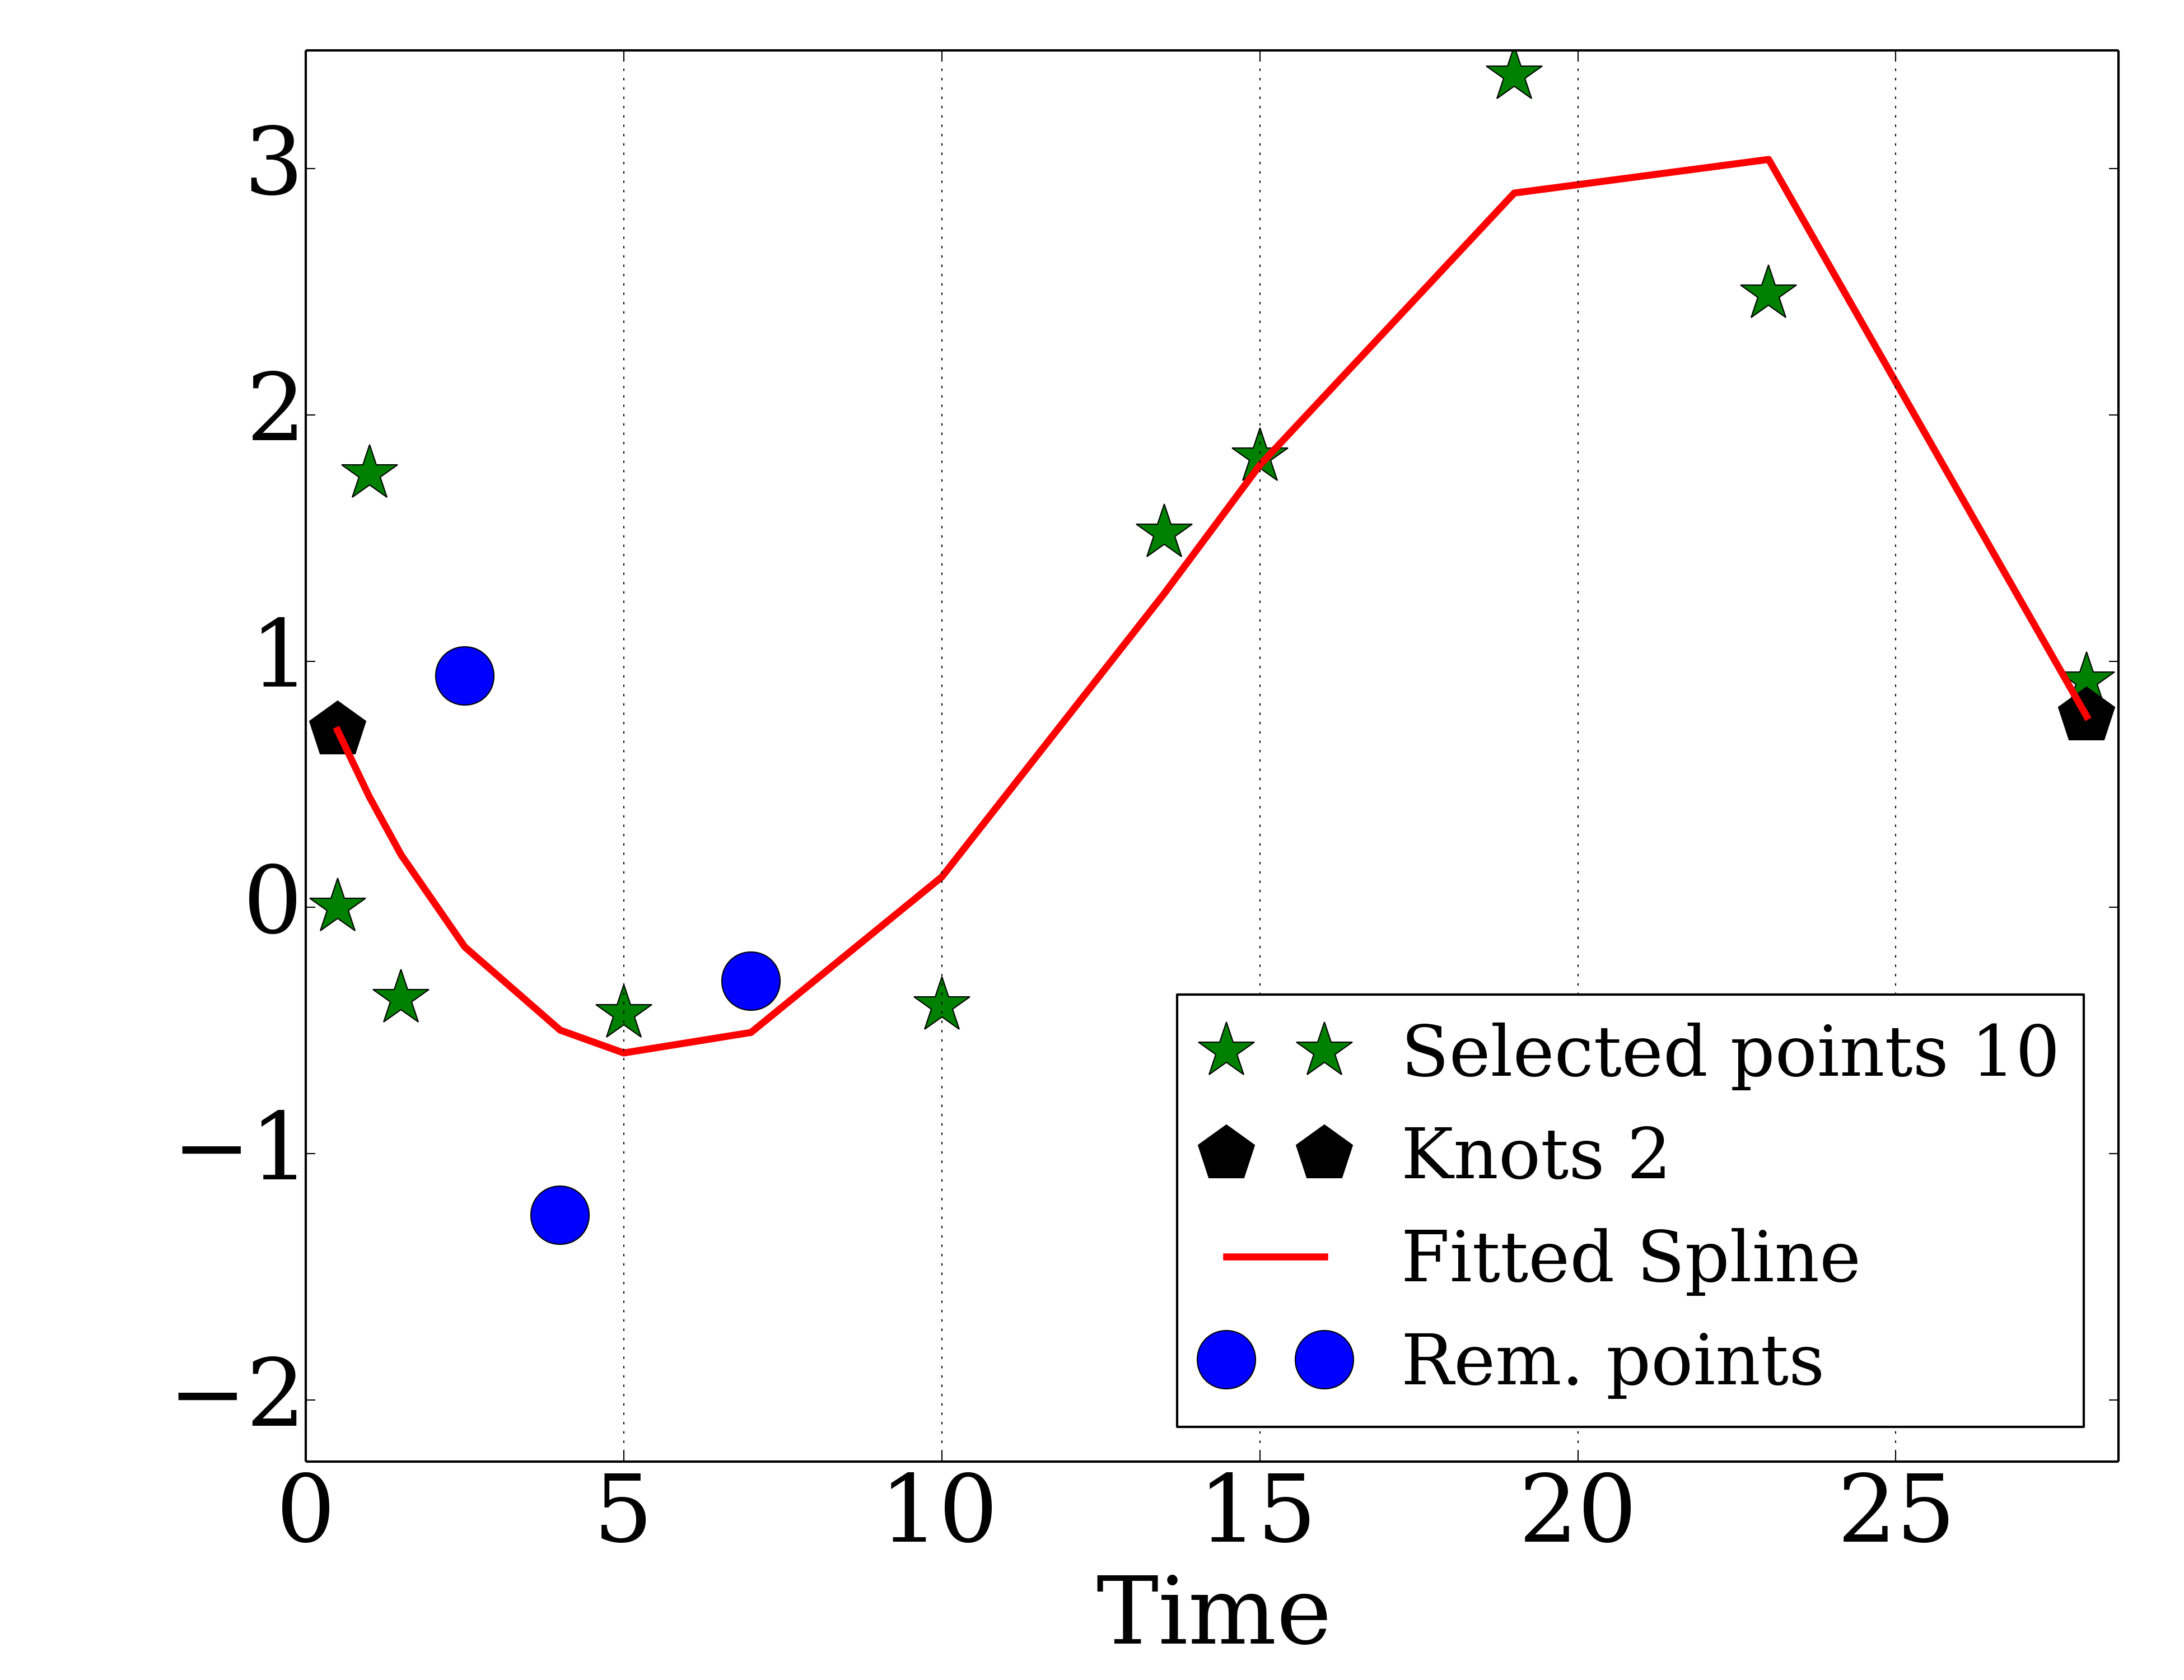 3
2
1
0
−1
−2
0 5 10 15 20 25
Time
Selected points 10
Knots 2
Fitted Spline
Rem. points